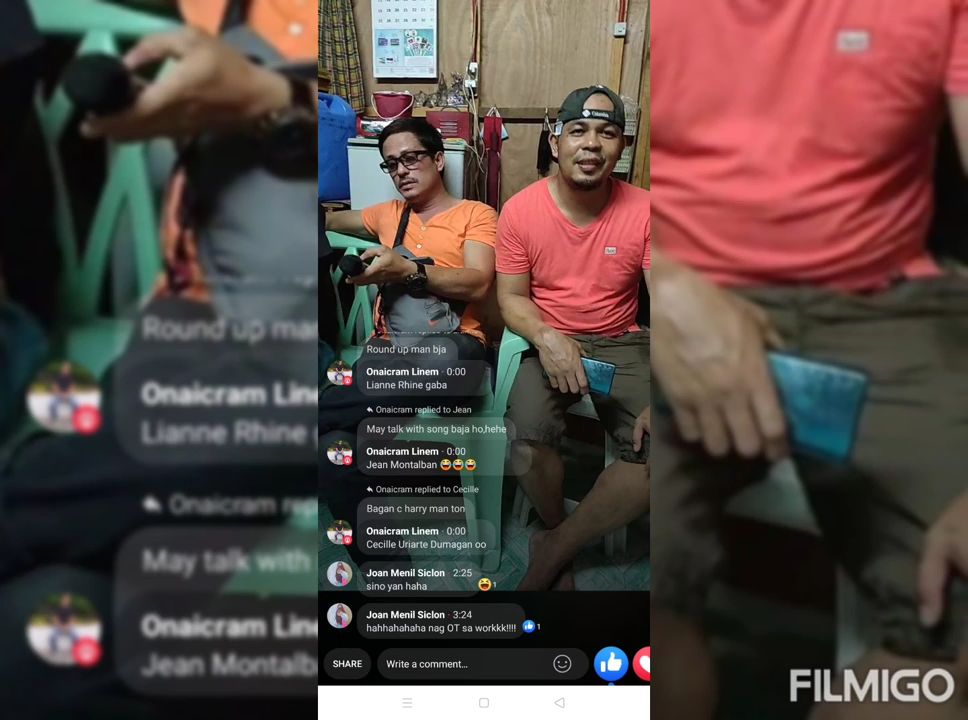 Round up man bja
Onaicram Linem · 0:00
Lianne Rhine gaba
Onaicram replied to Jean
May talk with song baja ho,hehe
Onaicram Linem · 0:00
Jean Montalban 😆😆😆
Onaicram replied to Cecille
Bagan c harry man ton
Onaicram Linem · 0:00
Cecille Uriarte Dumagan oo
Joan Menil Siclon · 2:25
sino yan haha
1
Joan Menil Siclon · 3:24
hahhahahaha nag OT sa workkk!!!!
1
SHARE
Write a comment...
Round up man
Onaicram Lin
Lianne Rhine
Onaicram rep
May talk with
Onaicram Lin
Jean Montalb
FILMIGO